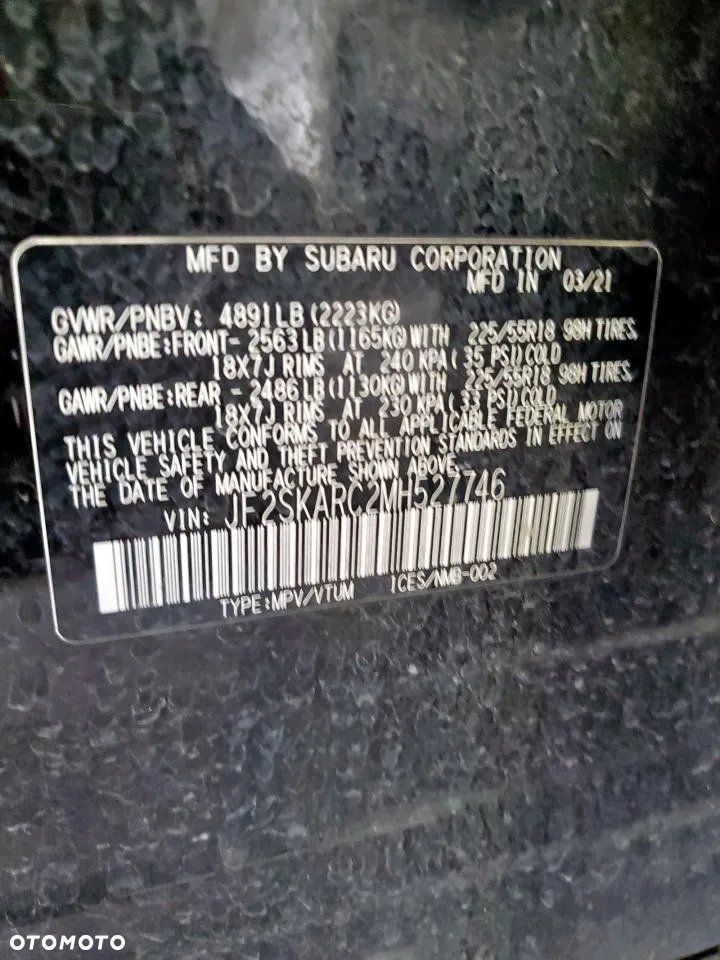 MFD BY SUBARU CORPORATION
MFD IN 03/21
GVWR/PNBV: 4891LB(2223KG)
GAWR/PNBE:FRONT- 2563LB(1165KG)WITH 225/55R18 98H TIRES,
18X7J RIMS AT 240 KPA( 35 PSI)COLD
GAWR/PNBE:REAR - 2486LB(1130KG)WITH 225/55R18 98H TIRES,
18X7J RIMS AT 230 KPA( 33 PSI)COLD
THIS VEHICLE CONFORMS TO ALL APPLICABLE FEDERAL MOTOR
VEHICLE SAFETY AND THEFT PREVENTION STANDARDS IN EFFECT ON
THE DATE OF MANUFACTURE SHOWN ABOVE.
VIN: JF2SKARC2MH527746
TYPE:MPV/VTUM ICES/NMB-002
OTOMOTO